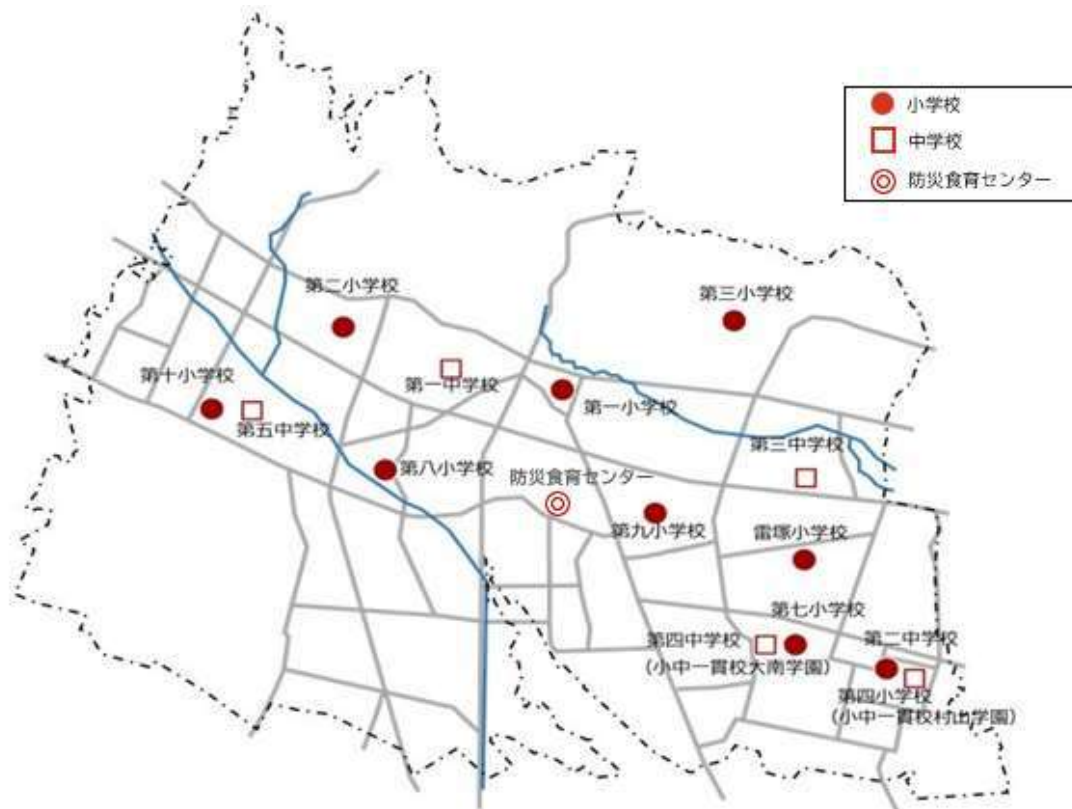 小学校
中学校
防災食育センター
第二小学校
第三小学校
第十小学校
第一中学校
第一小学校
第五中学校
第三中学校
第八小学校
防災食育センター
第九小学校
雷塚小学校
第七小学校
第四中学校
(小中一貫校大南学園)
第二中学校
第四小学校
(小中一貫校村山学園)